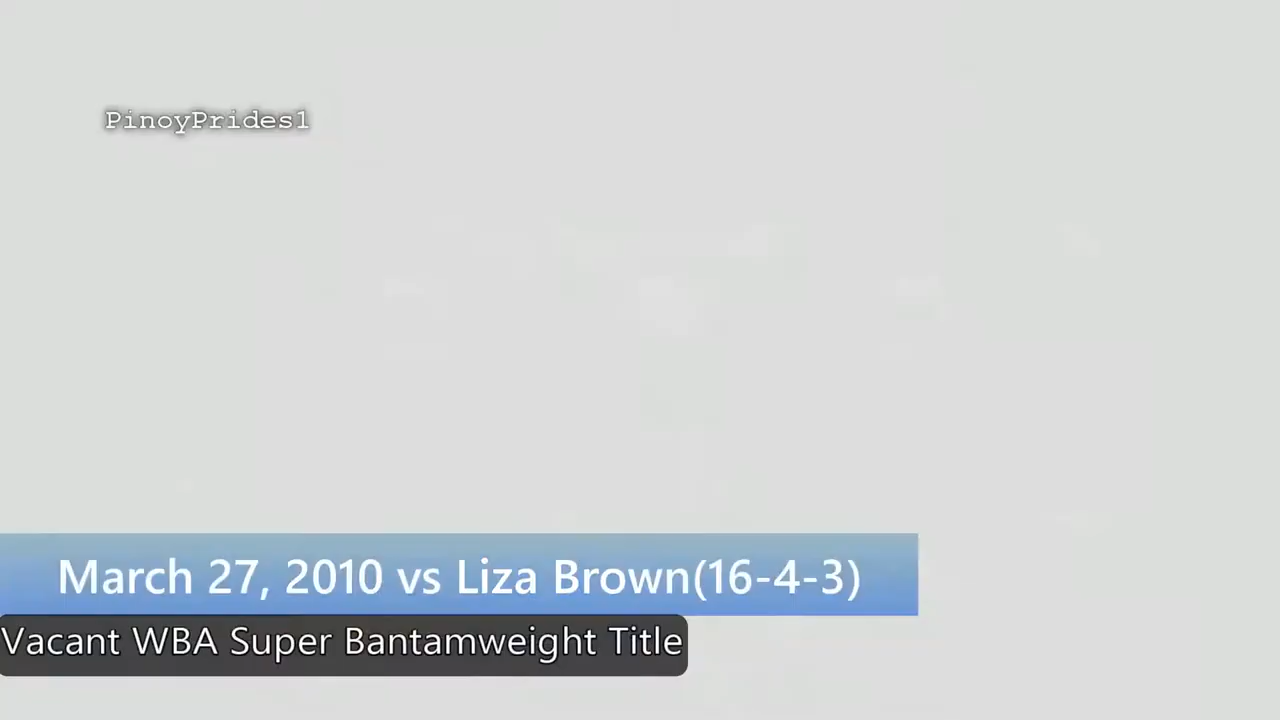 PinoyPrides1
March 27, 2010 vs Liza Brown(16-4-3)
Vacant WBA Super Bantamweight Title